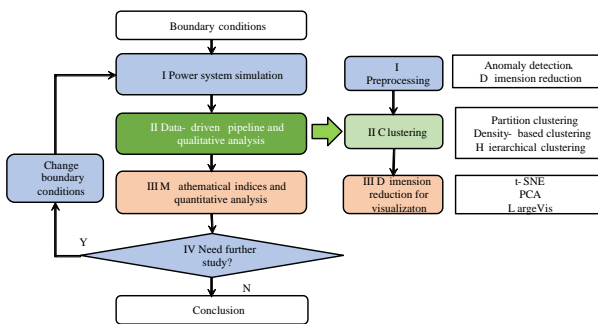 Boundary conditions
I Power system simulation
II Data- driven pipeline and
qualitative analysis
III M athematical indices and
quantitative analysis
Change
boundary
conditions
Y
IV Need further
study?
N
Conclusion
I
Preprocessing
Anomaly detection.
D imension reduction
II C lustering
Partition clustering
Density- based clustering
H ierarchical clustering
III D imension
reduction for
visualizaton
t- SNE
PCA
L argeVis